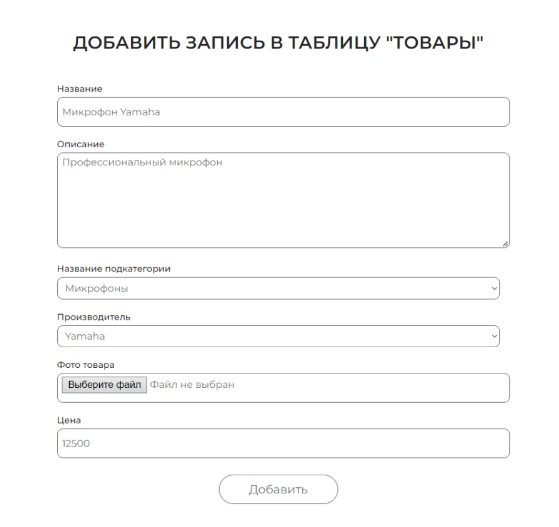 ДОБАВИТЬ ЗАПИСЬ В ТАБЛИЦУ "ТОВАРЫ"
Название
Микрофон Yamaha
Описание
Профессиональный микрофон
Название подкатегории
Микрофоны
Производитель
Yamaha
Фото товара
Выберите файл Файл не выбран
Цена
12500
Добавить